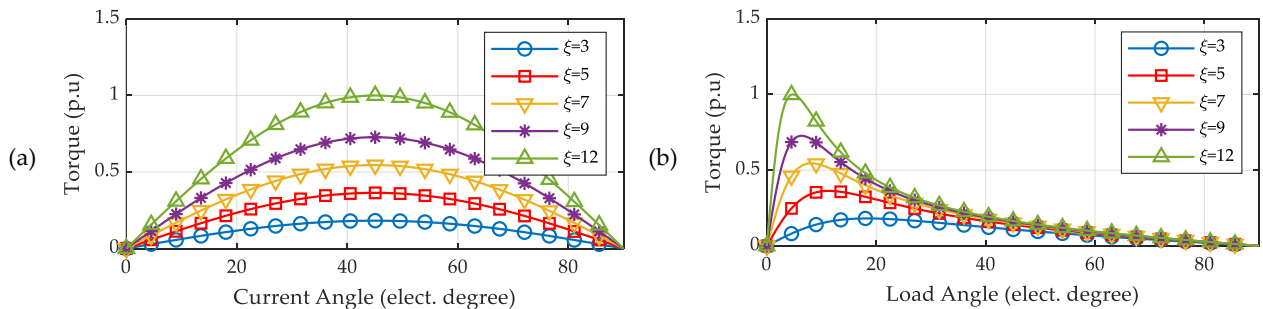 (a)
Torque (p.u)
1.5
1
0.5
0
0 20 40 60 80
Current Angle (elect. degree)
ξ=3
ξ=5
ξ=7
ξ=9
ξ=12
(b)
Torque (p.u)
1.5
1
0.5
0
0 20 40 60 80
Load Angle (elect. degree)
ξ=3
ξ=5
ξ=7
ξ=9
ξ=12